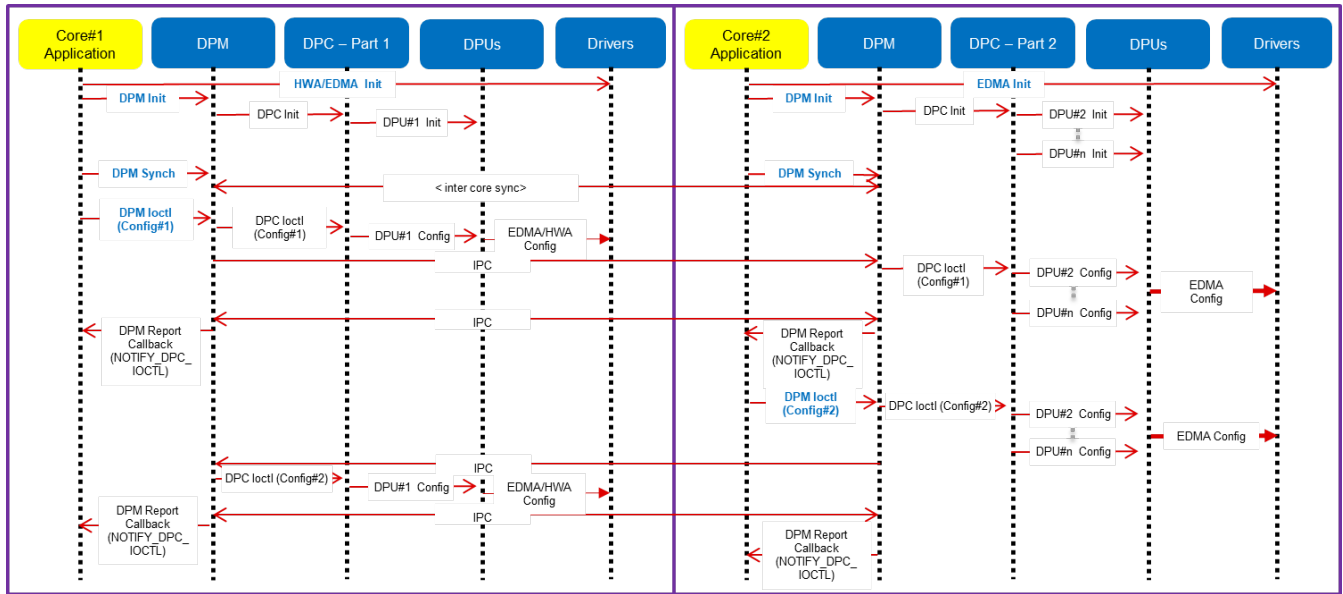 Core#1
Application
DPM
DPC – Part 1
DPUs
Drivers
HWA/EDMA Init
DPM Init
DPC Init
DPU#1 Init
DPM Synch
< inter core sync>
DPM Ioctl
(Config#1)
DPC Ioctl
(Config#1)
DPU#1 Config
EDMA/HWA
Config
IPC
IPC
DPM Report
Callback
(NOTIFY_DPC_
IOCTL)
IPC
DPC Ioctl (Config#2)
DPU#1 Config
EDMA/HWA
Config
IPC
DPM Report
Callback
(NOTIFY_DPC_
IOCTL)
Core#2
Application
DPM
DPC – Part 2
DPUs
Drivers
EDMA Init
DPM Init
DPC Init
DPU#2 Init
DPU#n Init
DPM Synch
DPC Ioctl
(Config#1)
DPU#2 Config
EDMA
Config
DPU#n Config
DPM Report
Callback
(NOTIFY_DPC_
IOCTL)
DPM Ioctl
(Config#2)
DPC Ioctl (Config#2)
DPU#2 Config
EDMA Config
DPU#n Config
DPM Report
Callback
(NOTIFY_DPC_
IOCTL)